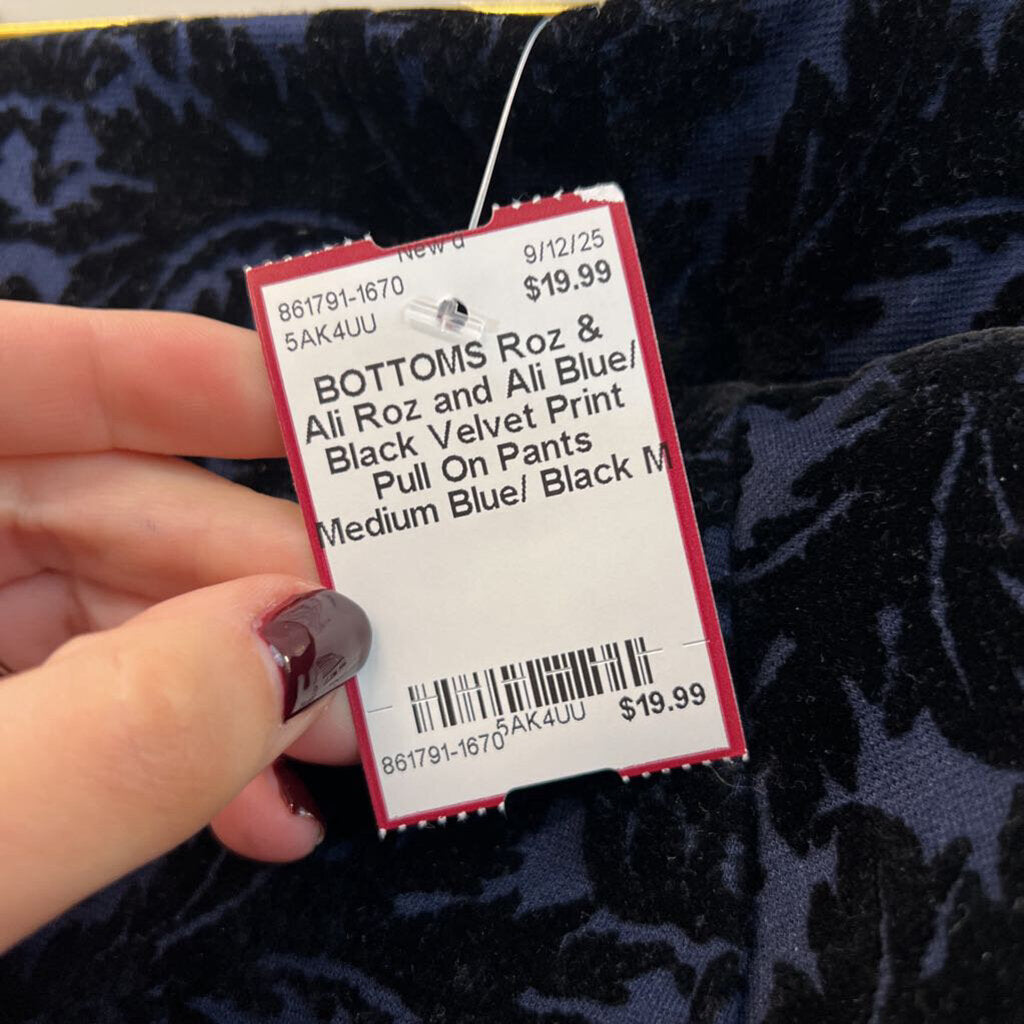 9/12/25
861791-1670
$19.99
5AK4UU
BOTTOMS Roz &
Ali Roz and Ali Blue/
Black Velvet Print
Pull On Pants
Medium Blue/ Black M
5AK4UU
$19.99
861791-1670